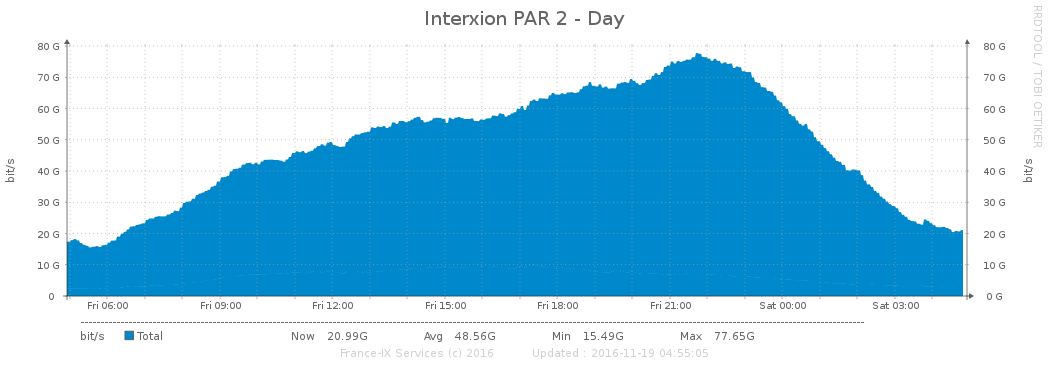 Interxion PAR 2 - Day
RRDTOOL / TOBI OETIKER
bit/s
80 G 80 G
70 G 70 G
60 G 60 G
50 G 50 G
40 G 40 G
30 G 30 G
20 G 20 G
10 G 10 G
0 0 G
bit/s
Fri 06:00 Fri 09:00 Fri 12:00 Fri 15:00 Fri 18:00 Fri 21:00 Sat 00:00 Sat 03:00
bit/s Total Now 20.99G Avg 48.56G Min 15.49G Max 77.65G
France-IX Services (c) 2016 Updated : 2016-11-19 04:55:05